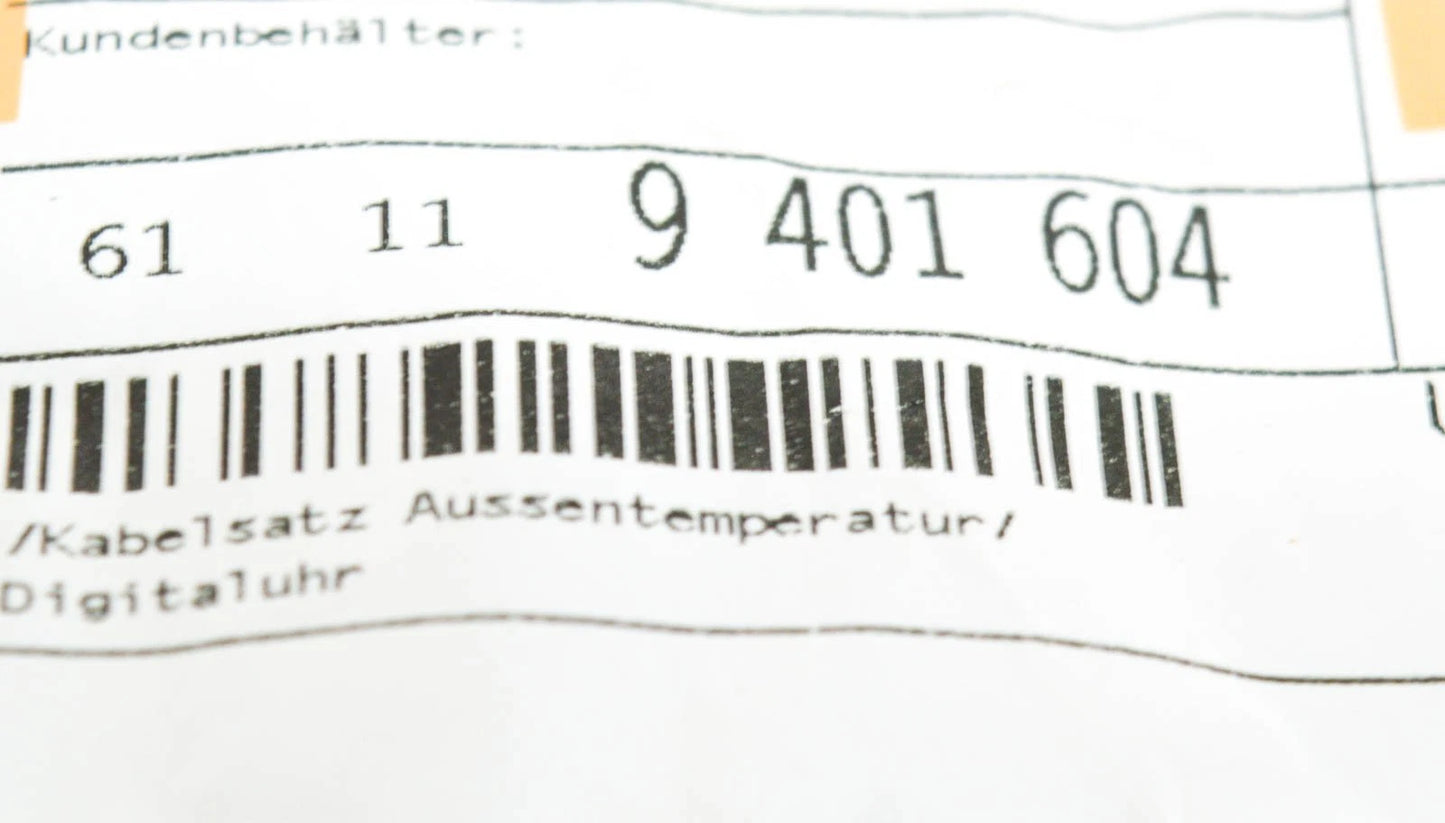 Kundenbehälter:
61 11 9 401 604
/Kabelsatz Aussentemperatur/
Digitaluhr